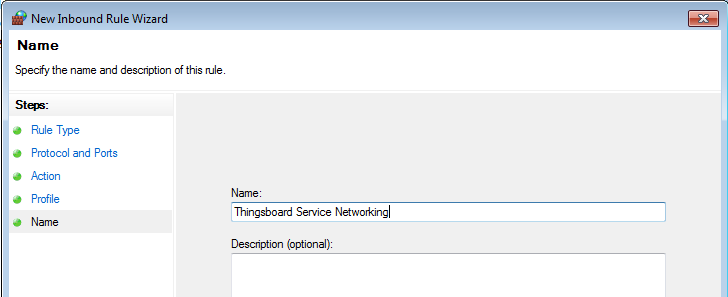 New Inbound Rule Wizard
Name
Specify the name and description of this rule.
Steps:
Rule Type
Protocol and Ports
Action
Profile
Name
Name:
Thingsboard Service Networking
Description (optional):